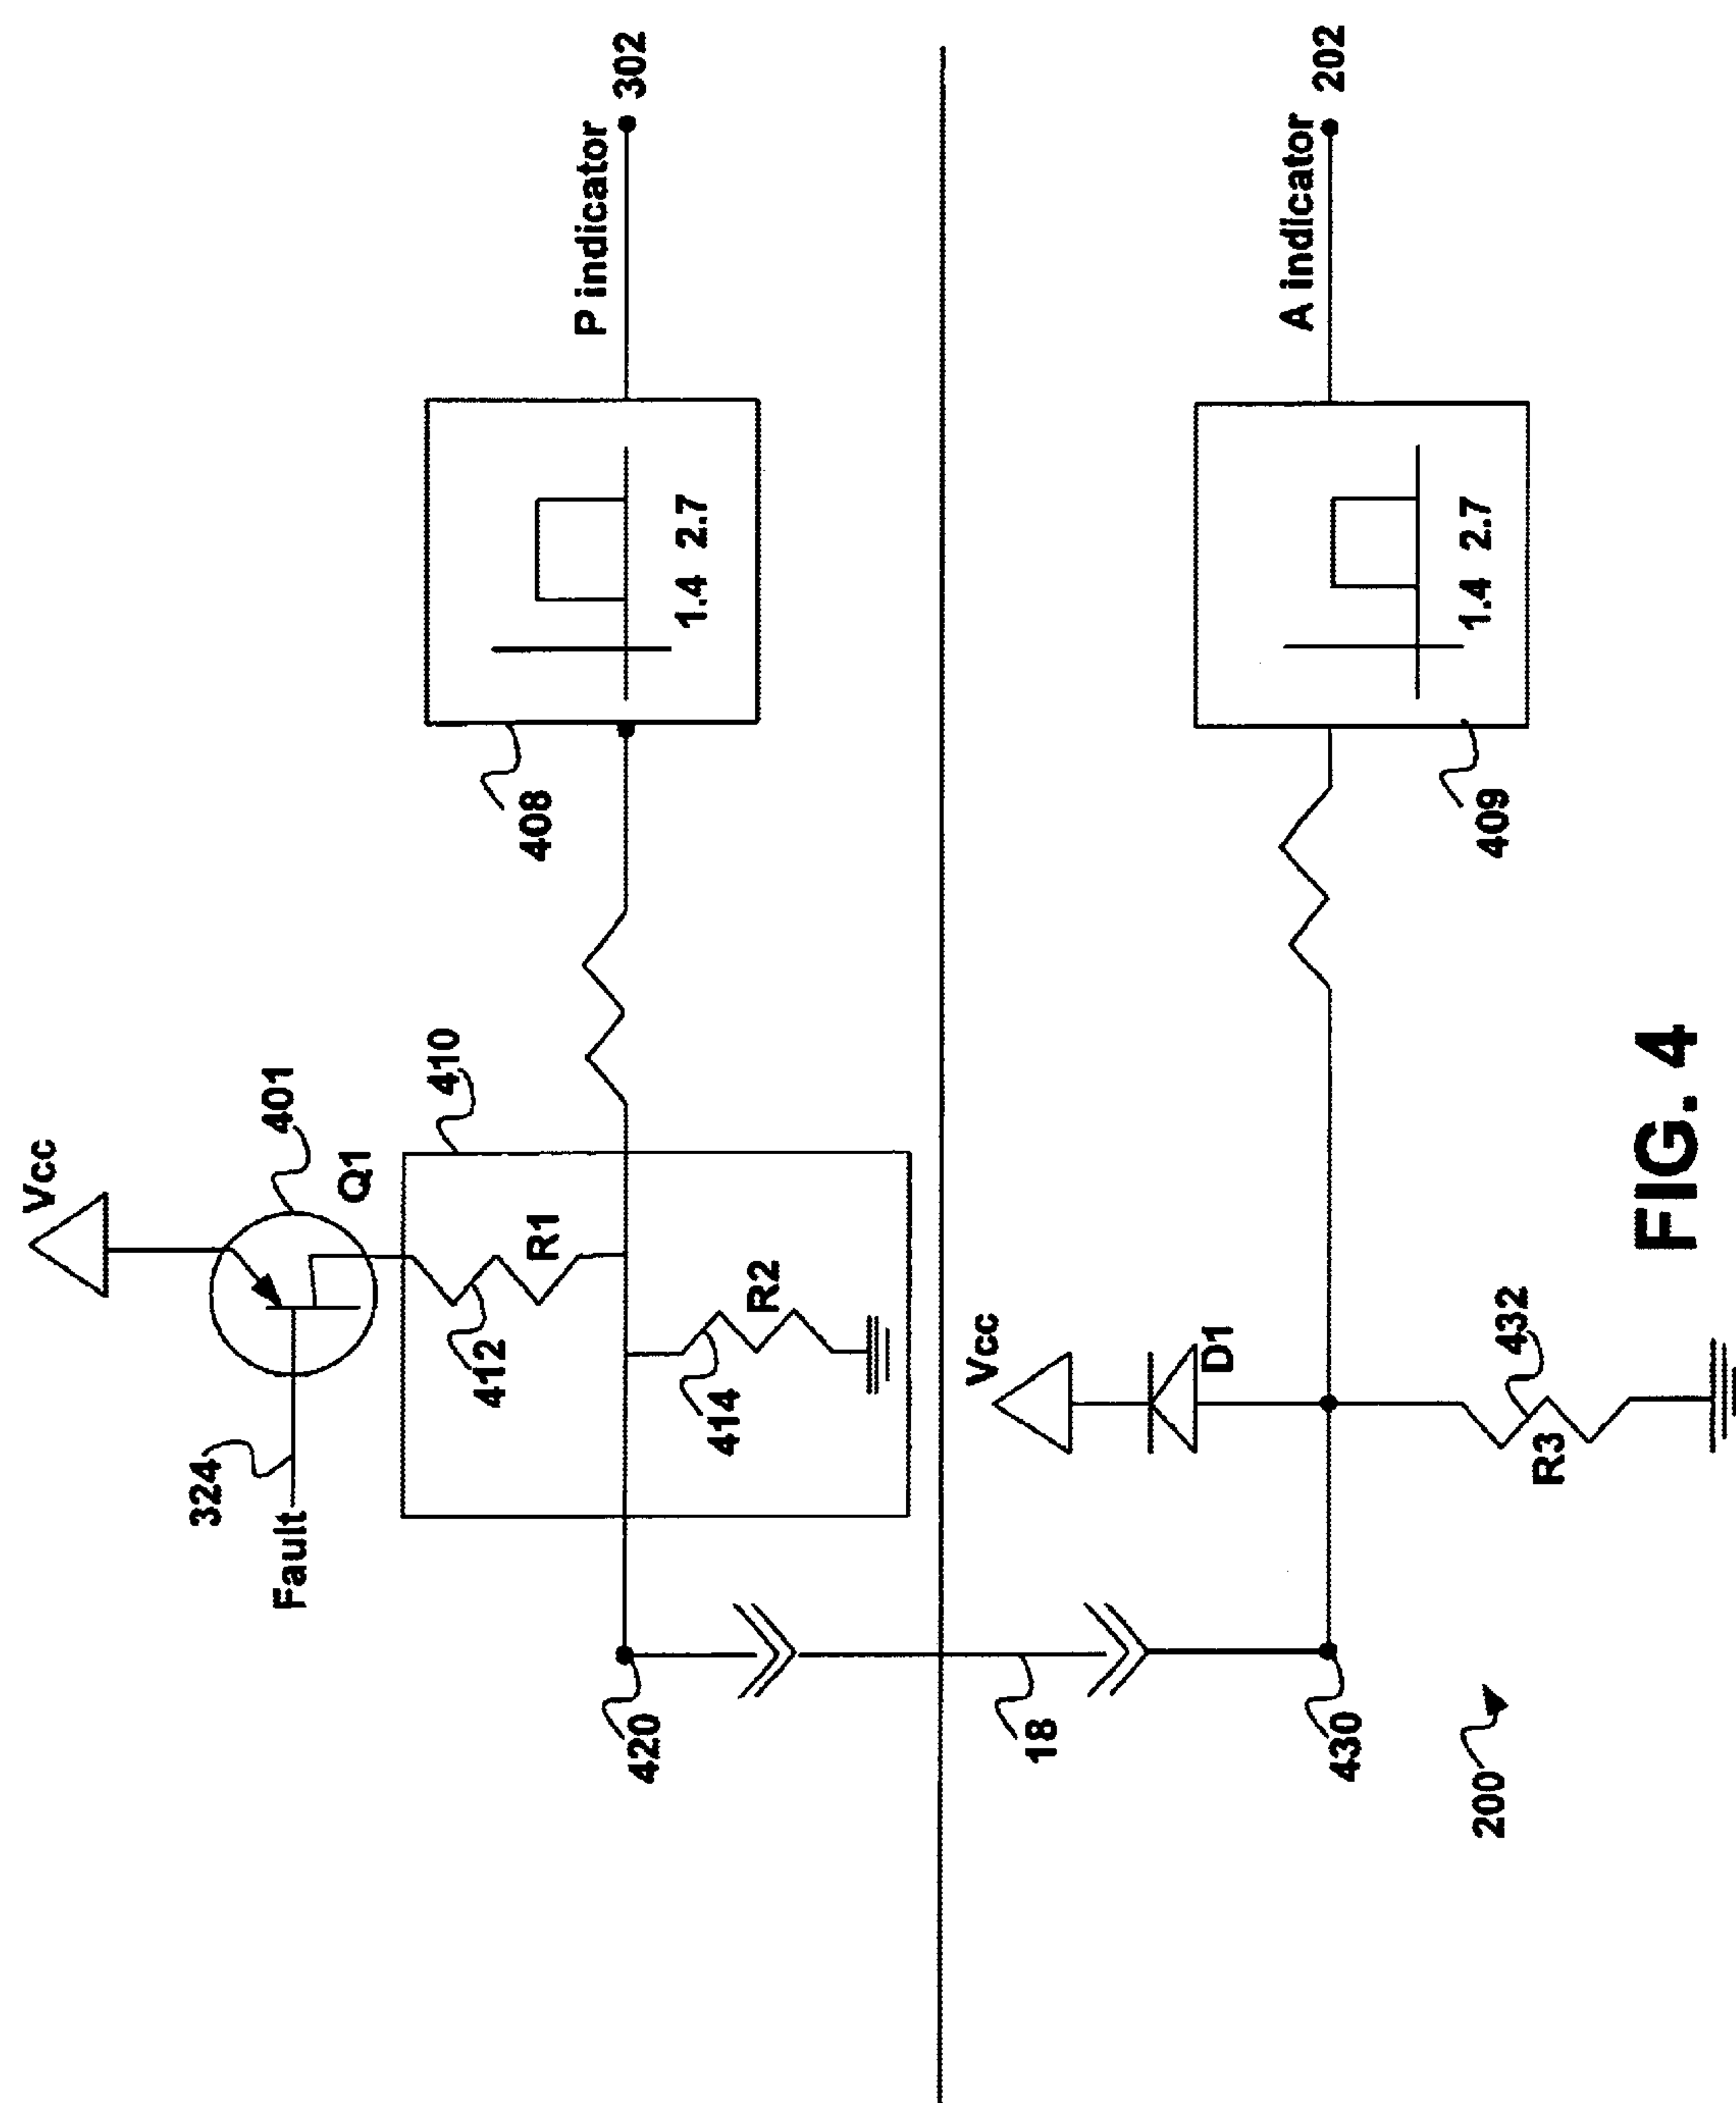 Vcc
401
Q1
324
Fault
410
R1
412
R2
414
420
408
1.4 2.7
P indicator
302
18
Vcc
D1
432
R3
430
200
409
1.4 2.7
A indicator
202
FIG. 4